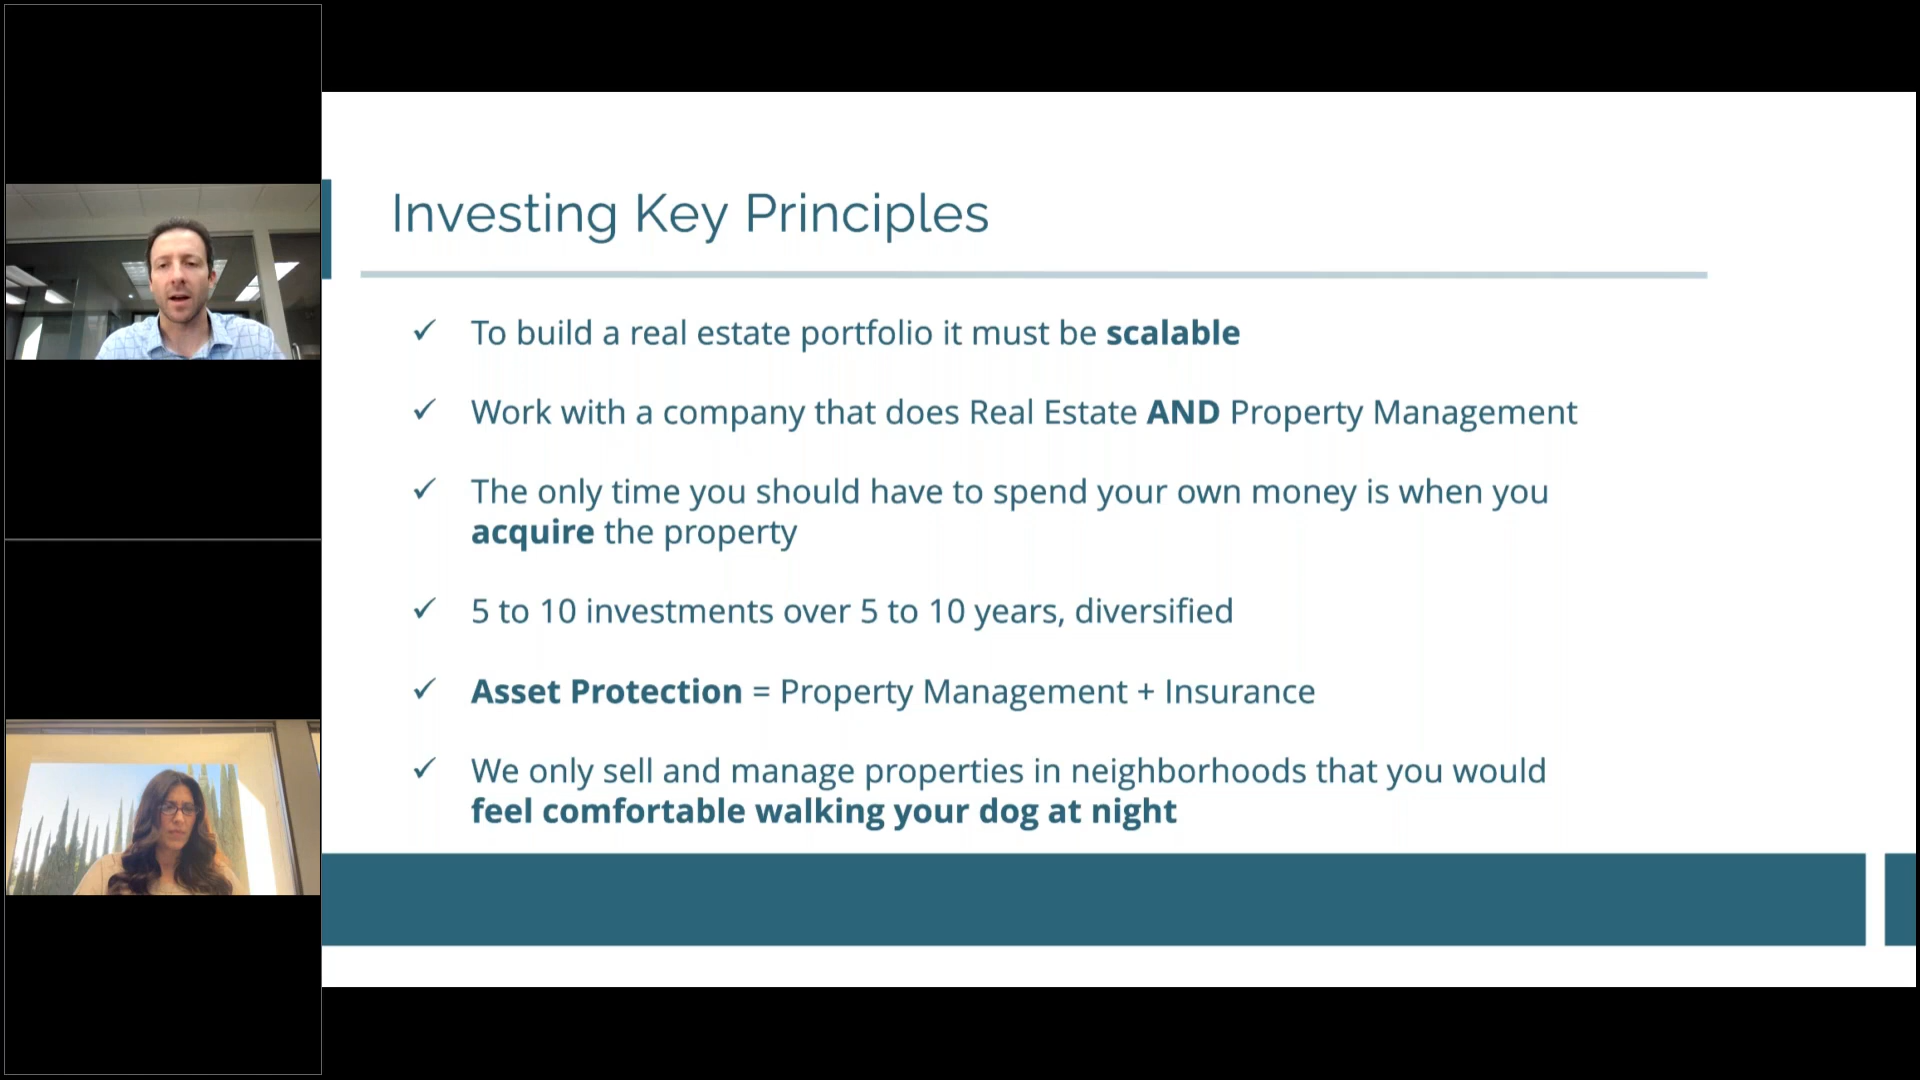 Investing Key Principles
✓ To build a real estate portfolio it must be scalable
✓ Work with a company that does Real Estate AND Property Management
✓ The only time you should have to spend your own money is when you
acquire the property
✓ 5 to 10 investments over 5 to 10 years, diversified
✓ Asset Protection = Property Management + Insurance
✓ We only sell and manage properties in neighborhoods that you would
feel comfortable walking your dog at night